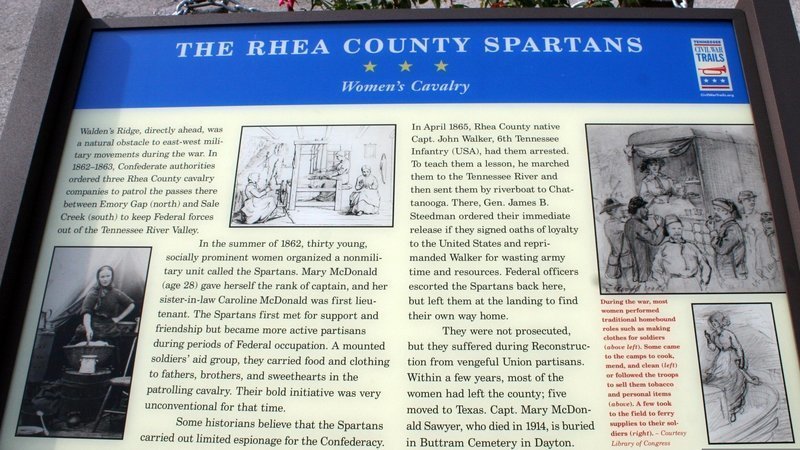 THE RHEA COUNTY SPARTANS
Women's Cavalry
TENNESSEE
CIVIL WAR
TRAILS
CivilWarTrails.org
Walden's Ridge, directly ahead, was
a natural obstacle to east-west mili-
tary movements during the war. In
1862–1863, Confederate authorities
ordered three Rhea County cavalry
companies to patrol the passes there
between Emory Gap (north) and Sale
Creek (south) to keep Federal forces
out of the Tennessee River Valley.
In the summer of 1862, thirty young,
socially prominent women organized a nonmili-
tary unit called the Spartans. Mary McDonald
(age 28) gave herself the rank of captain, and her
sister-in-law Caroline McDonald was first lieu-
tenant. The Spartans first met for support and
friendship but became more active partisans
during periods of Federal occupation. A mounted
soldiers' aid group, they carried food and clothing
to fathers, brothers, and sweethearts in the
patrolling cavalry. Their bold initiative was very
unconventional for that time.
Some historians believe that the Spartans
carried out limited espionage for the Confederacy.
In April 1865, Rhea County native
Capt. John Walker, 6th Tennessee
Infantry (USA), had them arrested.
To teach them a lesson, he marched
them to the Tennessee River and
then sent them by riverboat to Chat-
tanooga. There, Gen. James B.
Steedman ordered their immediate
release if they signed oaths of loyalty
to the United States and repri-
manded Walker for wasting army
time and resources. Federal officers
escorted the Spartans back here,
but left them at the landing to find
their own way home.
They were not prosecuted,
but they suffered during Reconstruc-
tion from vengeful Union partisans.
Within a few years, most of the
women had left the county; five
moved to Texas. Capt. Mary McDon-
ald Sawyer, who died in 1914, is buried
in Buttram Cemetery in Dayton.
During the war, most
women performed
traditional homebound
roles such as making
clothes for soldiers
(above left). Some came
to the camps to cook,
mend, and clean (left)
or followed the troops
to sell them tobacco
and personal items
(above). A few took
to the field to ferry
supplies to their sol-
diers (right). – Courtesy
Library of Congress